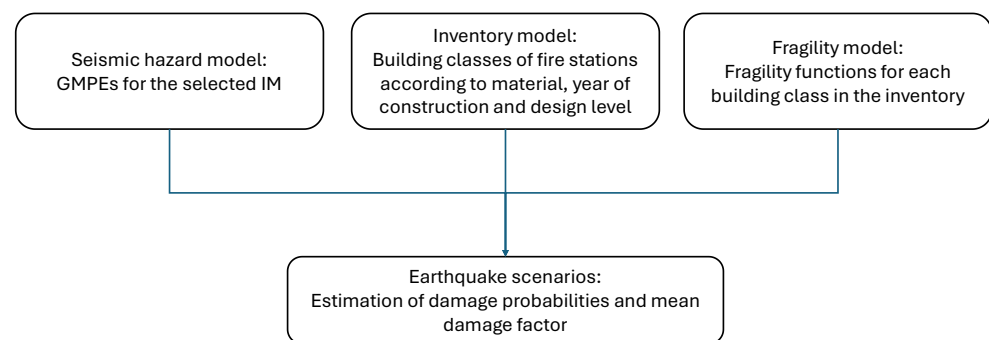 Seismic hazard model:
GMPEs for the selected IM
Inventory model:
Building classes of fire stations
according to material, year of
construction and design level
Fragility model:
Fragility functions for each
building class in the inventory
Earthquake scenarios:
Estimation of damage probabilities and mean
damage factor